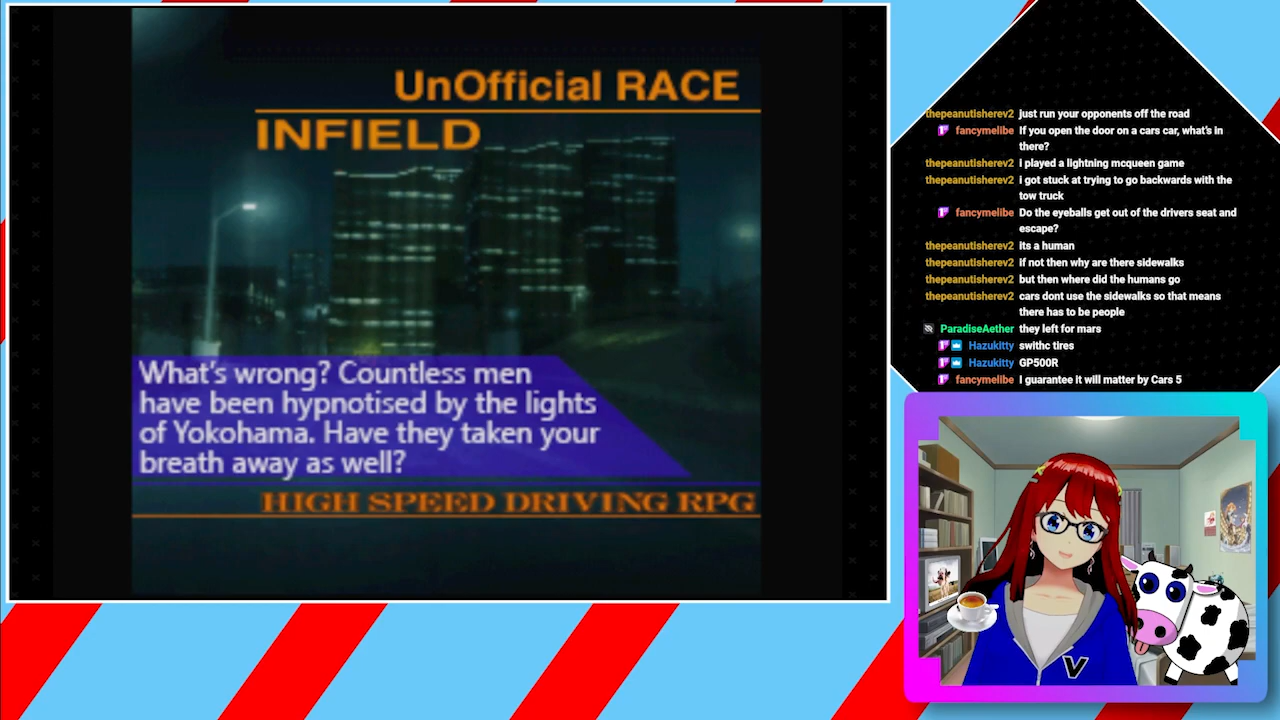 UnOfficial RACE
INFIELD
What's wrong? Countless men
have been hypnotised by the lights
of Yokohama. Have they taken your
breath away as well?
HIGH SPEED DRIVING RPG
thepeanutisherev2 just run your opponents off the road
fancymelibe If you open the door on a cars car, what's in
there?
thepeanutisherev2 i played a lightning mcqueen game
thepeanutisherev2 i got stuck at trying to go backwards with the
tow truck
fancymelibe Do the eyeballs get out of the drivers seat and
escape?
thepeanutisherev2 its a human
thepeanutisherev2 if not then why are there sidewalks
thepeanutisherev2 but then where did the humans go
thepeanutisherev2 cars dont use the sidewalks so that means
there has to be people
ParadiseAether they left for mars
Hazukitty swithc tires
Hazukitty GP500R
fancymelibe I guarantee it will matter by Cars 5
V